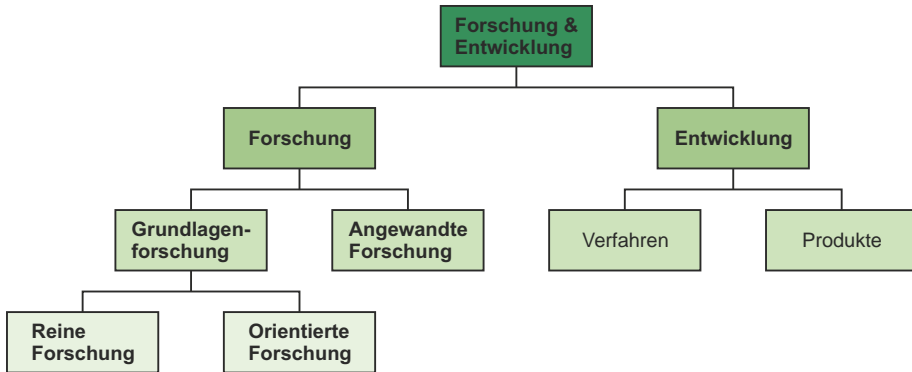 Forschung &
Entwicklung
Forschung
Entwicklung
Grundlagen-
forschung
Angewandte
Forschung
Verfahren
Produkte
Reine
Forschung
Orientierte
Forschung